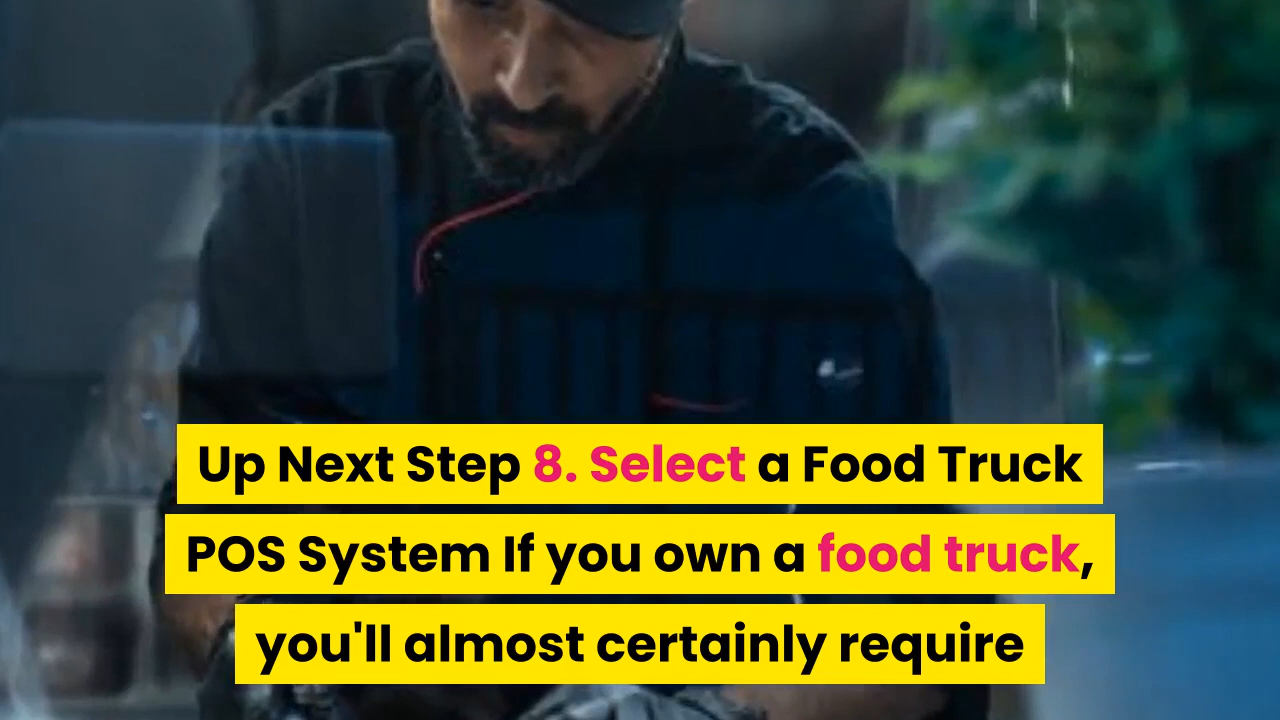 Up Next Step 8. Select a Food Truck
POS System If you own a food truck,
you'll almost certainly require